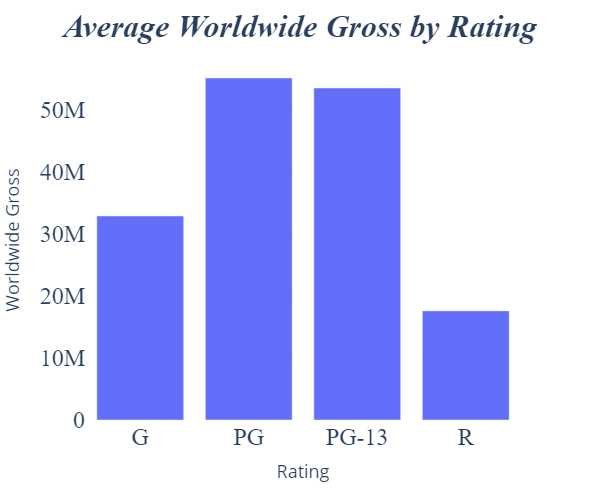 Average Worldwide Gross by Rating
50M
40M
30M
20M
10M
0
Worldwide Gross
G PG PG-13 R
Rating